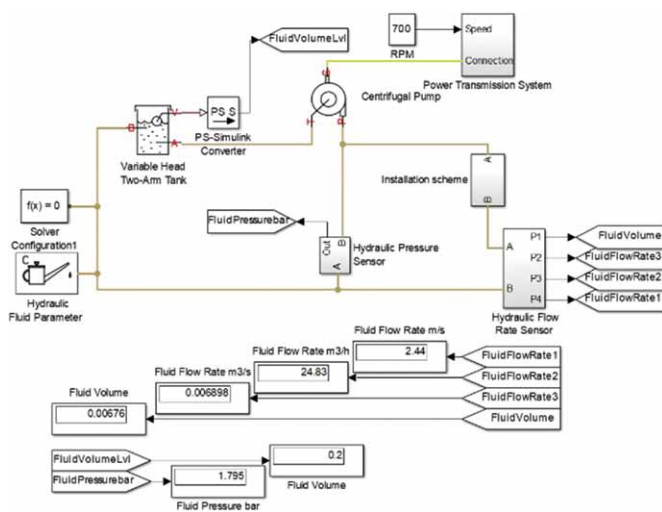 FluidVolumeLvl
700
RPM
Speed
Connection
Power Transmission System
S
Centrifugal Pump
T
P
V
B
A
PS S
PS-Simulink
Converter
Variable Head
Two-Arm Tank
A
B
Installation scheme
f(x) = 0
Solver
Configuration1
C
Hydraulic
Fluid Parameter
FluidPressurebar
Out
B
A
Hydraulic Pressure
Sensor
A
B
P1
P2
P3
P4
Hydraulic Flow
Rate Sensor
FluidVolume
FluidFlowRate3
FluidFlowRate2
FluidFlowRate1
Fluid Flow Rate m/s
2.44
FluidFlowRate1
Fluid Flow Rate m3/h
24.83
FluidFlowRate2
Fluid Flow Rate m3/s
0.006898
FluidFlowRate3
Fluid Volume
0.00676
FluidVolume
FluidVolumeLvl
0.2
Fluid Volume
FluidPressurebar
1.795
Fluid Pressure bar